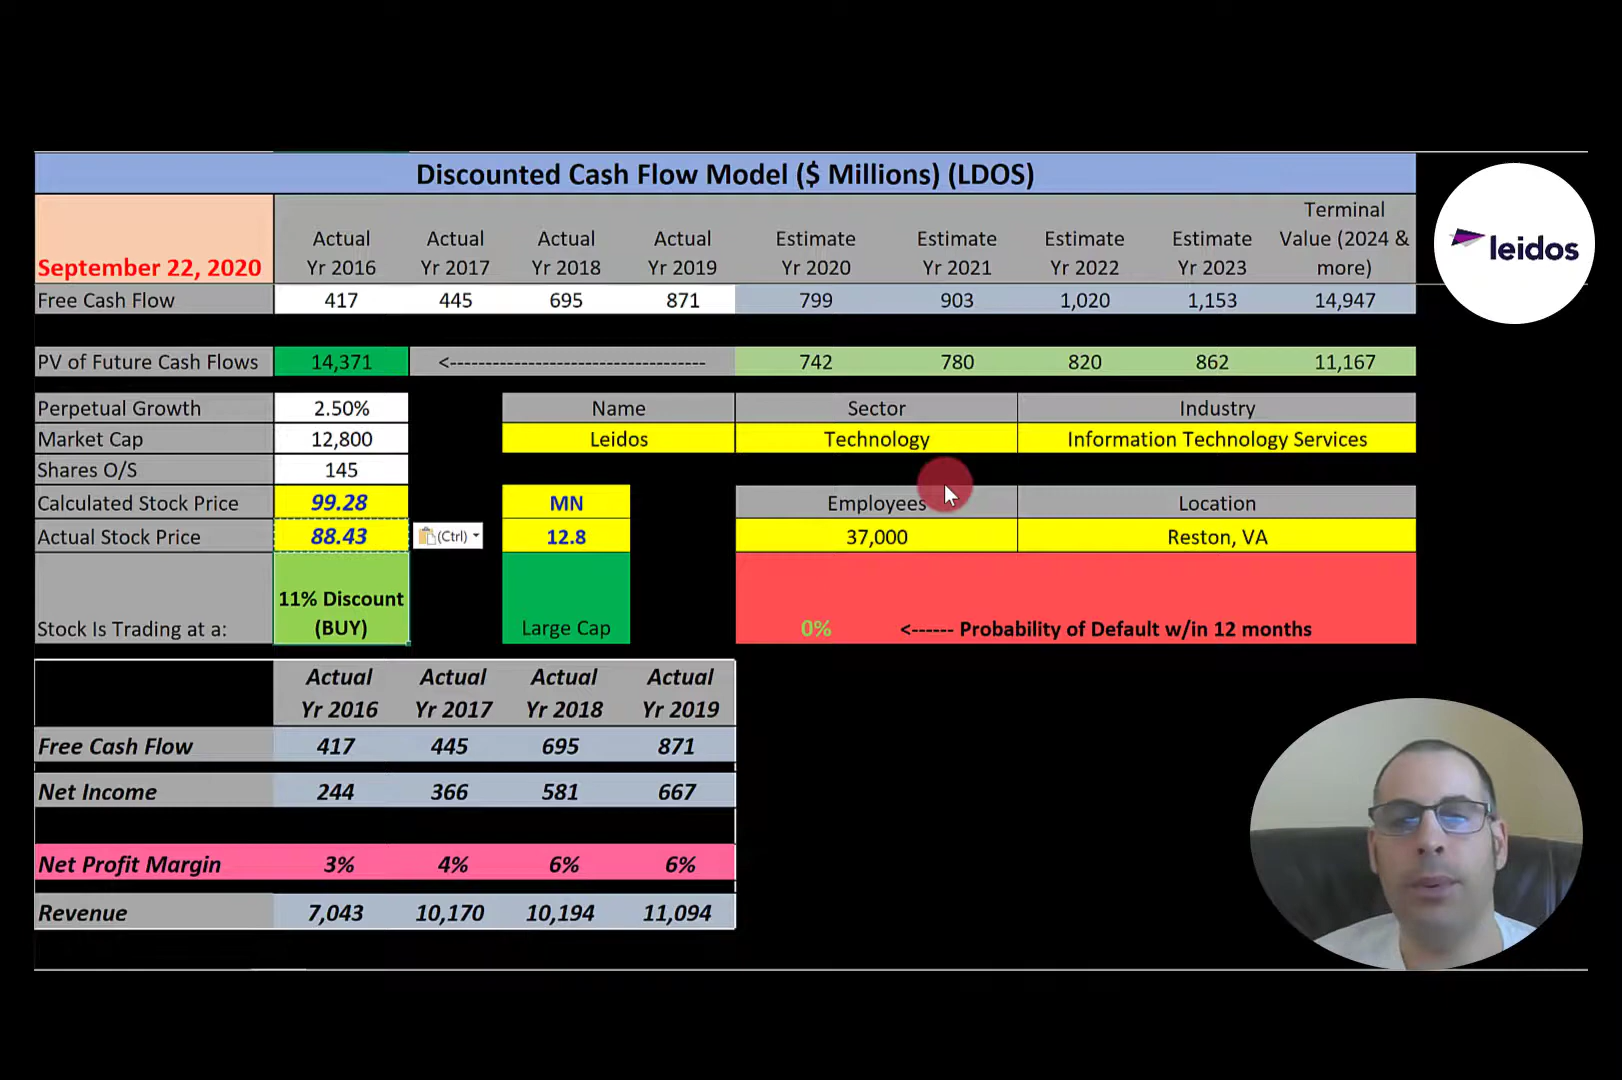 Discounted Cash Flow Model ($ Millions) (LDOS)
September 22, 2020
Actual Yr 2016 Actual Yr 2017 Actual Yr 2018 Actual Yr 2019 Estimate Yr 2020 Estimate Yr 2021 Estimate Yr 2022 Estimate Yr 2023 Terminal Value (2024 & more)
leidos
Free Cash Flow 417 445 695 871 799 903 1,020 1,153 14,947
PV of Future Cash Flows 14,371 <------------------------------------ 742 780 820 862 11,167
Perpetual Growth 2.50% Name Sector Industry
Market Cap 12,800 Leidos Technology Information Technology Services
Shares O/S 145
Calculated Stock Price 99.28 MN Employees Location
Actual Stock Price 88.43 (Ctrl) 12.8 37,000 Reston, VA
Stock Is Trading at a: 11% Discount (BUY) Large Cap 0% <------ Probability of Default w/in 12 months
Actual Yr 2016 Actual Yr 2017 Actual Yr 2018 Actual Yr 2019
Free Cash Flow 417 445 695 871
Net Income 244 366 581 667
Net Profit Margin 3% 4% 6% 6%
Revenue 7,043 10,170 10,194 11,094